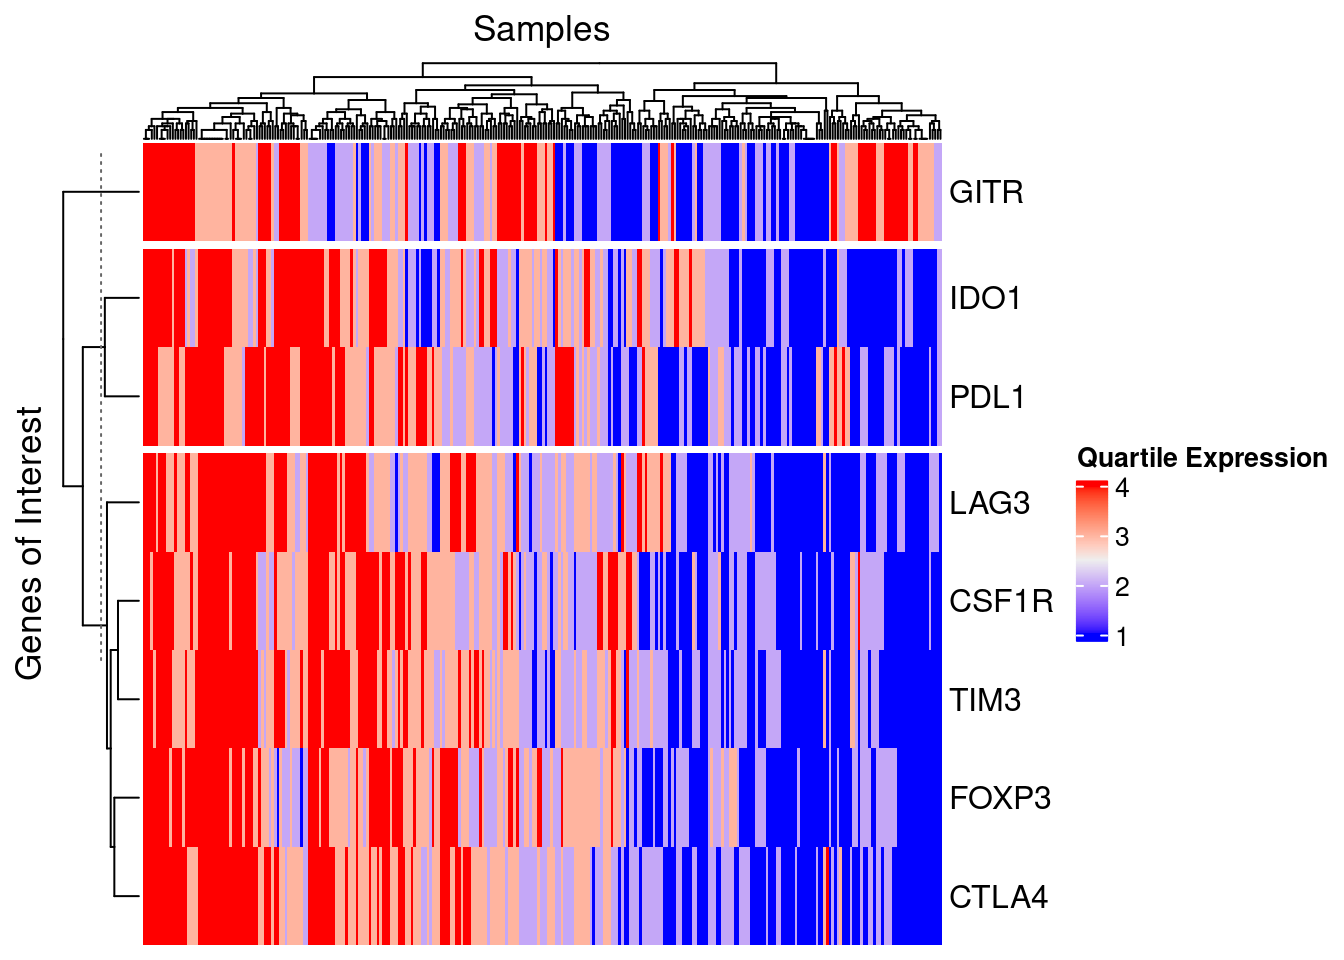 Samples
Genes of Interest
GITR
IDO1
PDL1
LAG3
CSF1R
TIM3
FOXP3
CTLA4
Quartile Expression
4
3
2
1